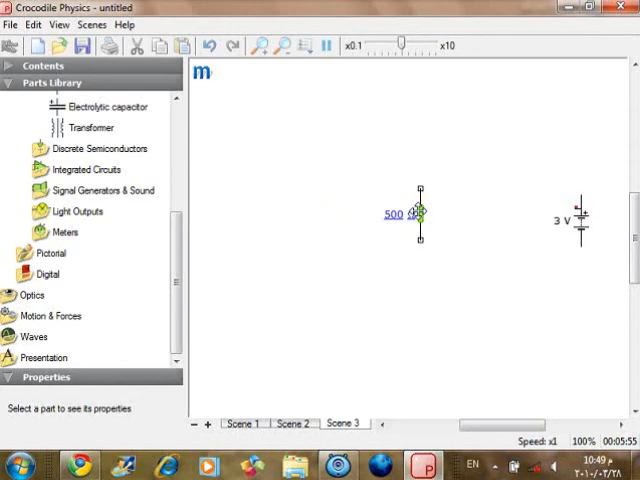 Crocodile Physics - untitled
File Edit View Scenes Help
x0.1 x10
Contents
Parts Library
Electrolytic capacitor
Transformer
Discrete Semiconductors
Integrated Circuits
Signal Generators & Sound
Light Outputs
Meters
Pictorial
Digital
Optics
Motion & Forces
Waves
Presentation
Properties
Select a part to see its properties
m
500
3 V
Scene 1 Scene 2 Scene 3
Speed: x1 100% 00:05:55
EN
10:49 م
٢٠١٠/٠٣/٢٨